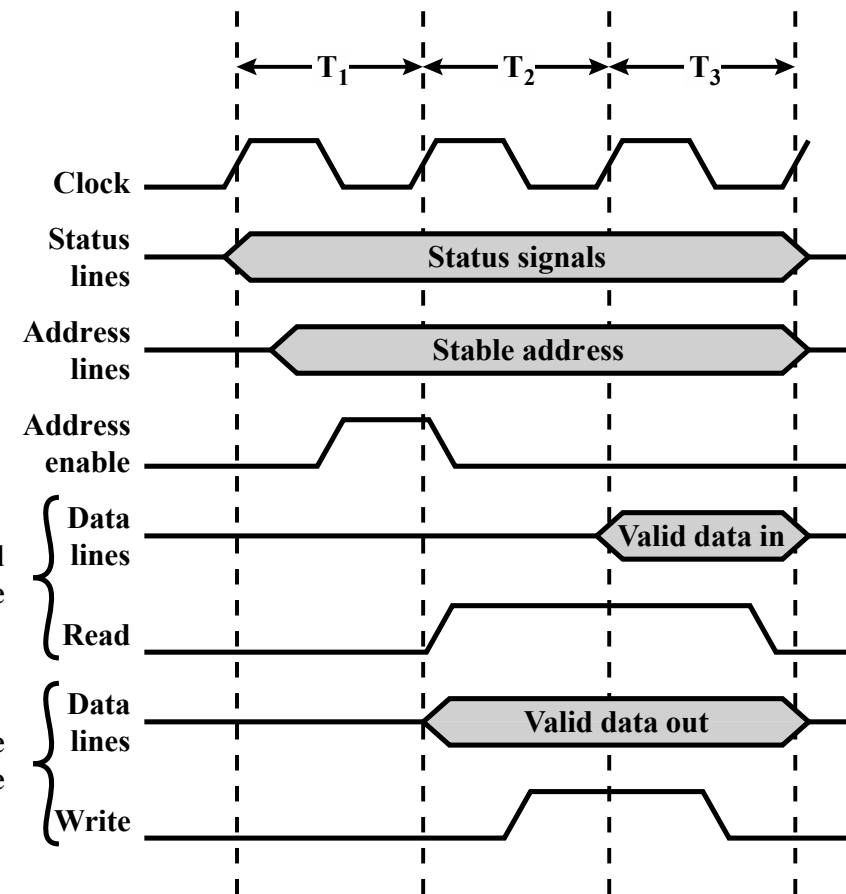 T1
T2
T3
Clock
Status
lines
Status signals
Address
lines
Stable address
Address
enable
Data
lines
Valid data in
Read
Data
lines
Valid data out
Write